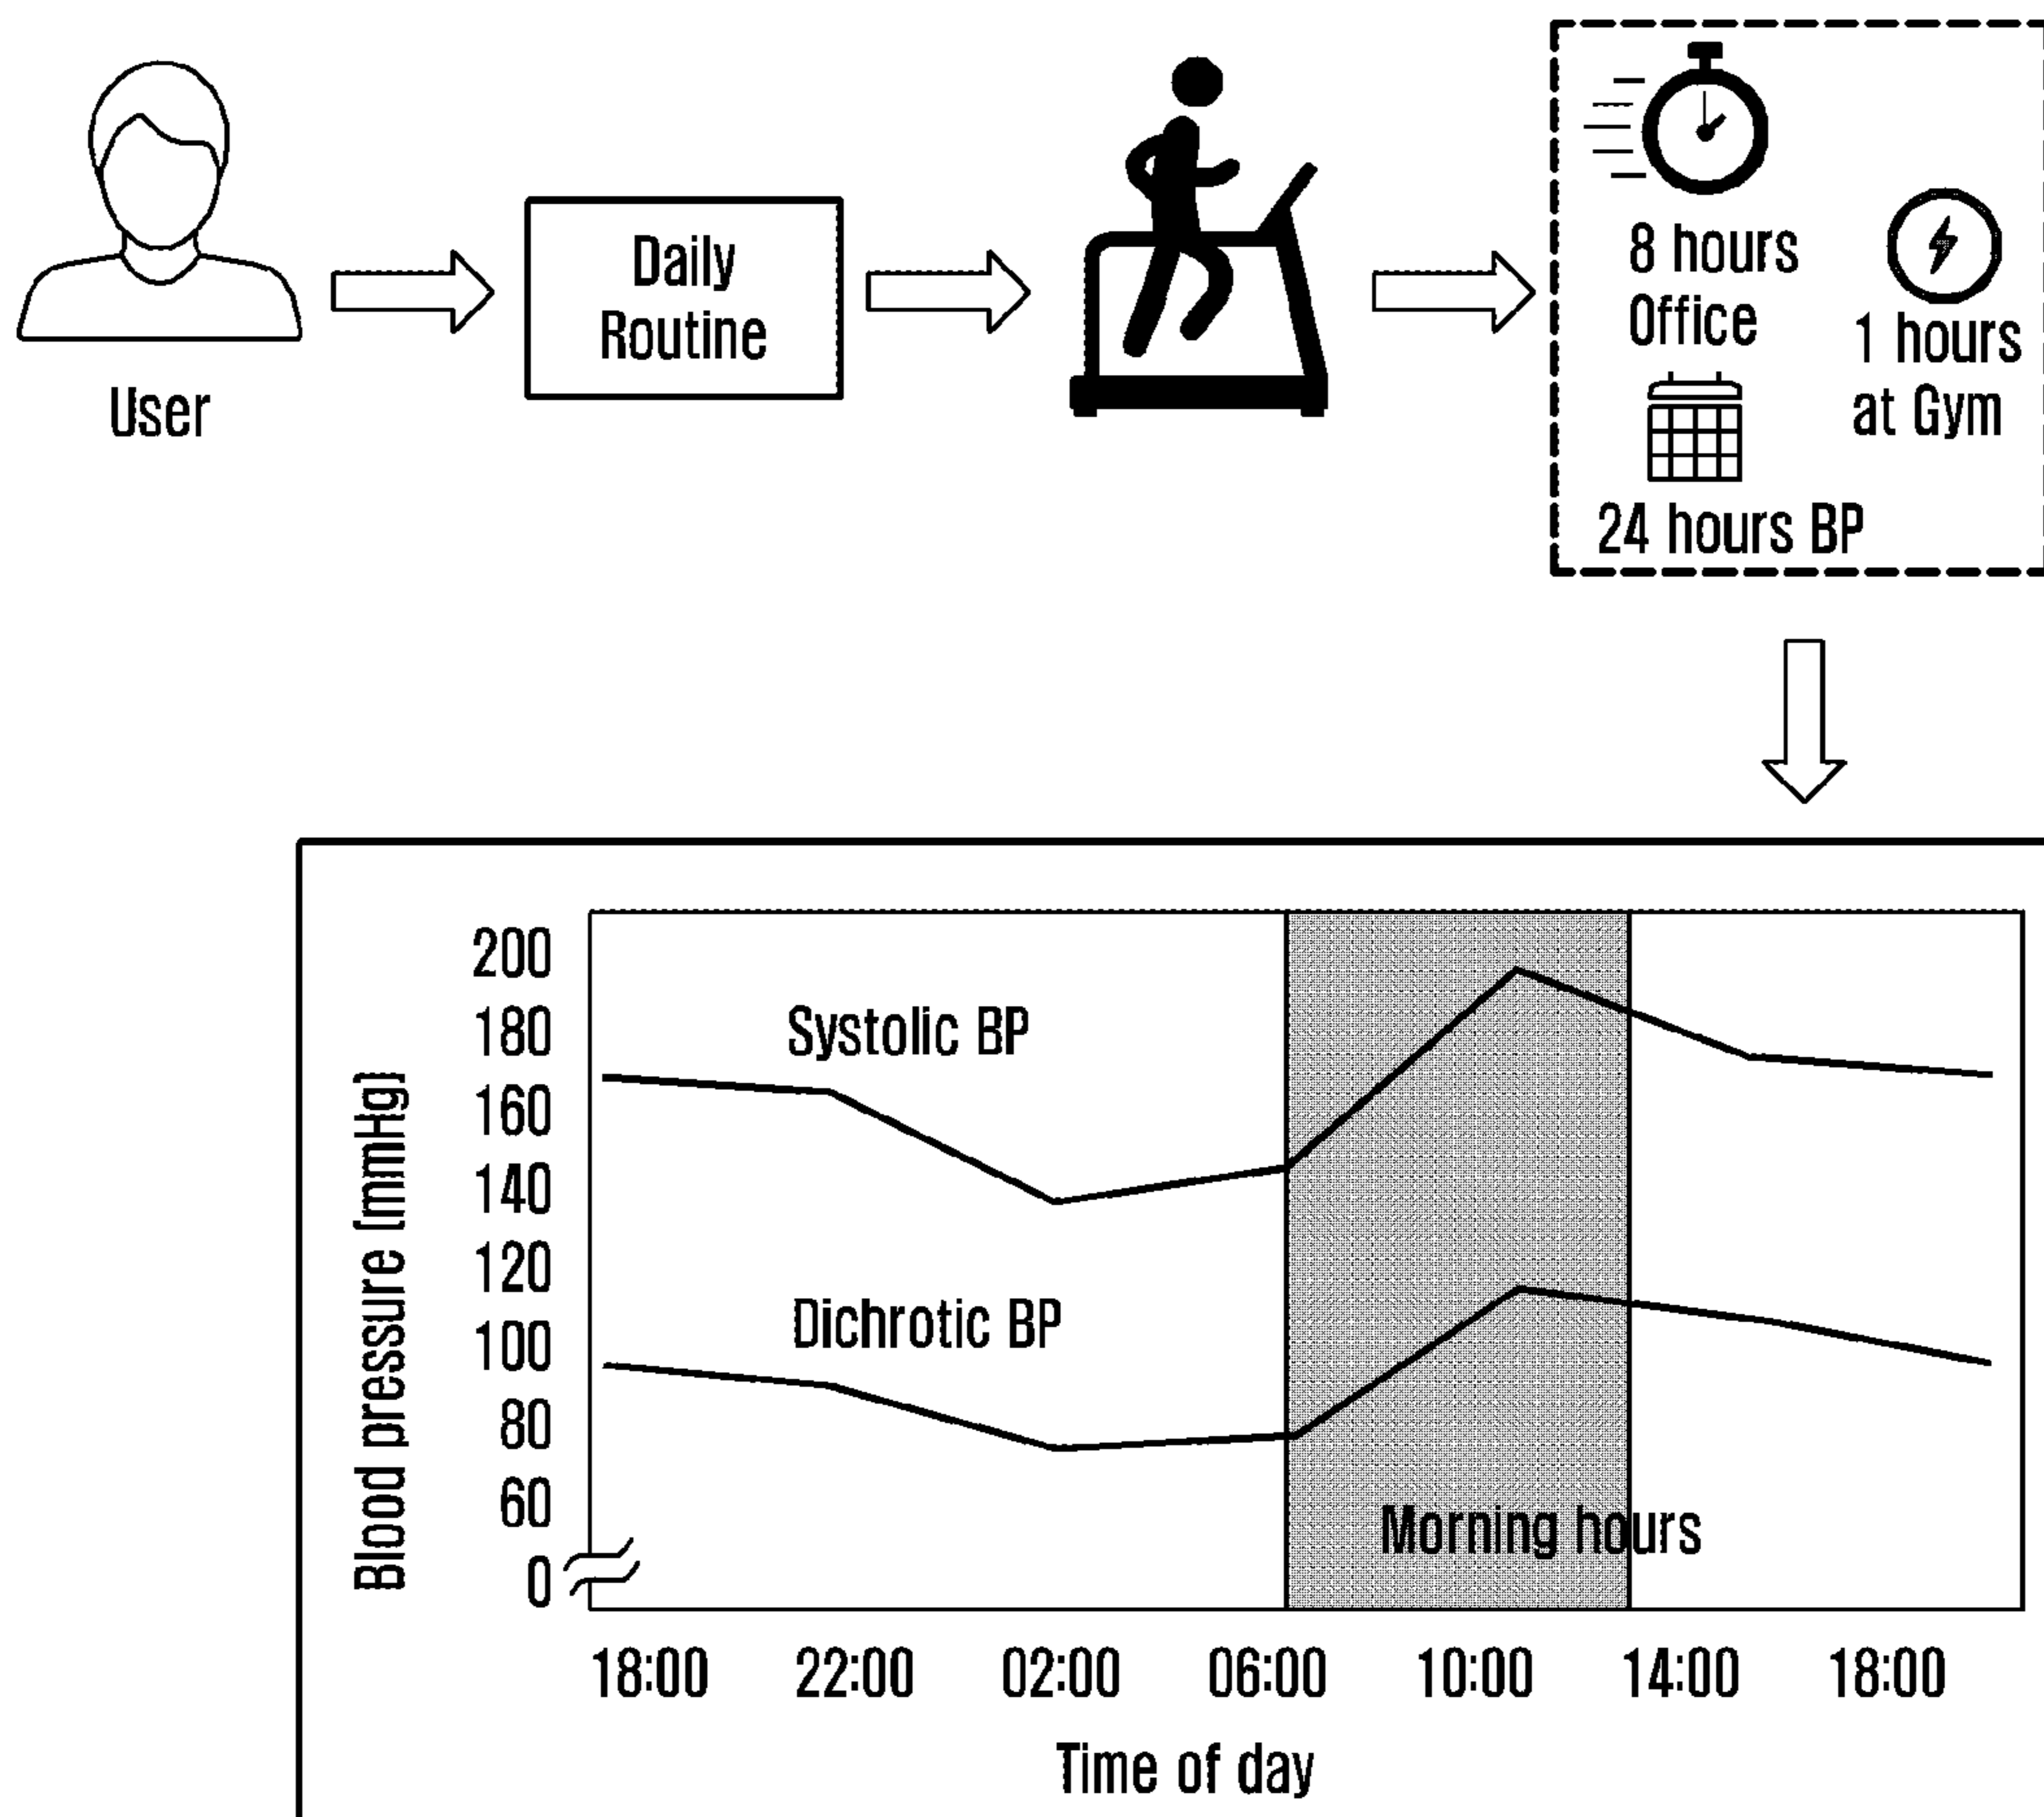 User
Daily
Routine
8 hours
Office
1 hours
at Gym
24 hours BP
Blood pressure (mmHg)
200
180
160
140
120
100
80
60
0
Systolic BP
Dichrotic BP
Morning hours
18:00 22:00 02:00 06:00 10:00 14:00 18:00
Time of day